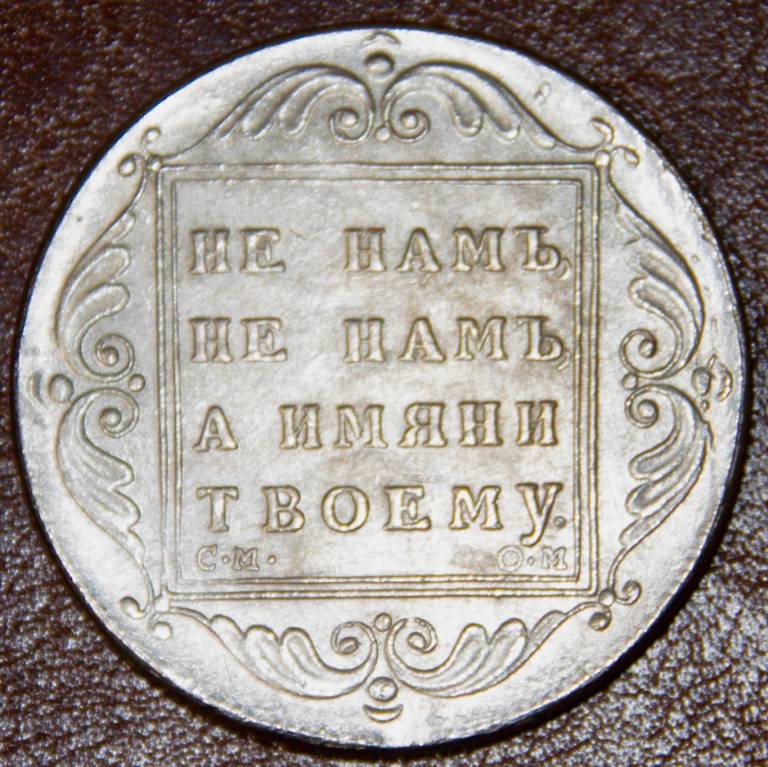 НЕ НАМЪ,
НЕ НАМЪ,
А ИМЯНИ
ТВОЕМУ.
С·М· О·М